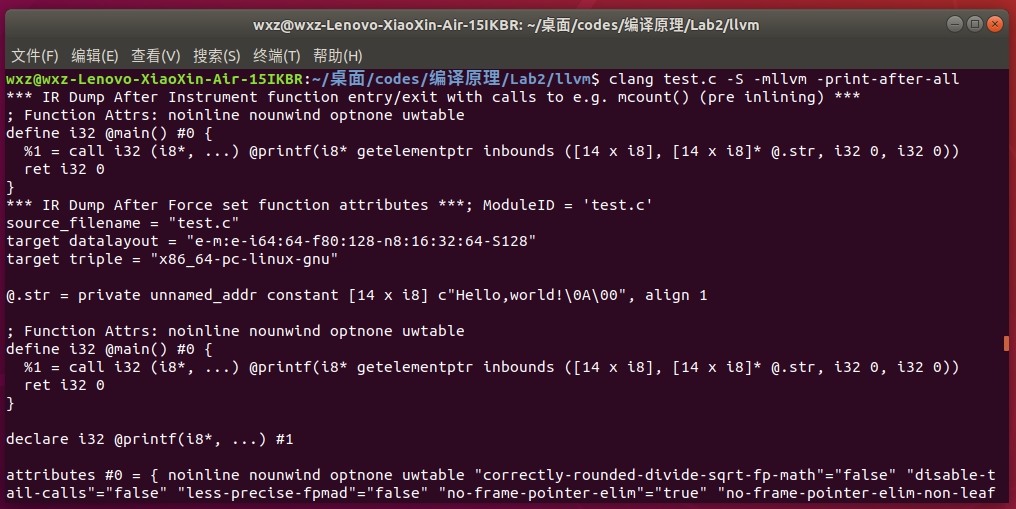 wxz@wxz-Lenovo-XiaoXin-Air-15IKBR: ~/桌面/codes/编译原理/Lab2/llvm
文件(F) 编辑(E) 查看(V) 搜索(S) 终端(T) 帮助(H)
wxz@wxz-Lenovo-XiaoXin-Air-15IKBR:~/桌面/codes/编译原理/Lab2/llvm$ clang test.c -S -mllvm -print-after-all
*** IR Dump After Instrument function entry/exit with calls to e.g. mcount() (pre inlining) ***
; Function Attrs: noinline nounwind optnone uwtable
define i32 @main() #0 {
  %1 = call i32 (i8*, ...) @printf(i8* getelementptr inbounds ([14 x i8], [14 x i8]* @.str, i32 0, i32 0))
  ret i32 0
}
*** IR Dump After Force set function attributes ***; ModuleID = 'test.c'
source_filename = "test.c"
target datalayout = "e-m:e-i64:64-f80:128-n8:16:32:64-S128"
target triple = "x86_64-pc-linux-gnu"

@.str = private unnamed_addr constant [14 x i8] c"Hello,world!\0A\00", align 1

; Function Attrs: noinline nounwind optnone uwtable
define i32 @main() #0 {
  %1 = call i32 (i8*, ...) @printf(i8* getelementptr inbounds ([14 x i8], [14 x i8]* @.str, i32 0, i32 0))
  ret i32 0
}

declare i32 @printf(i8*, ...) #1

attributes #0 = { noinline nounwind optnone uwtable "correctly-rounded-divide-sqrt-fp-math"="false" "disable-t
ail-calls"="false" "less-precise-fpmad"="false" "no-frame-pointer-elim"="true" "no-frame-pointer-elim-non-leaf